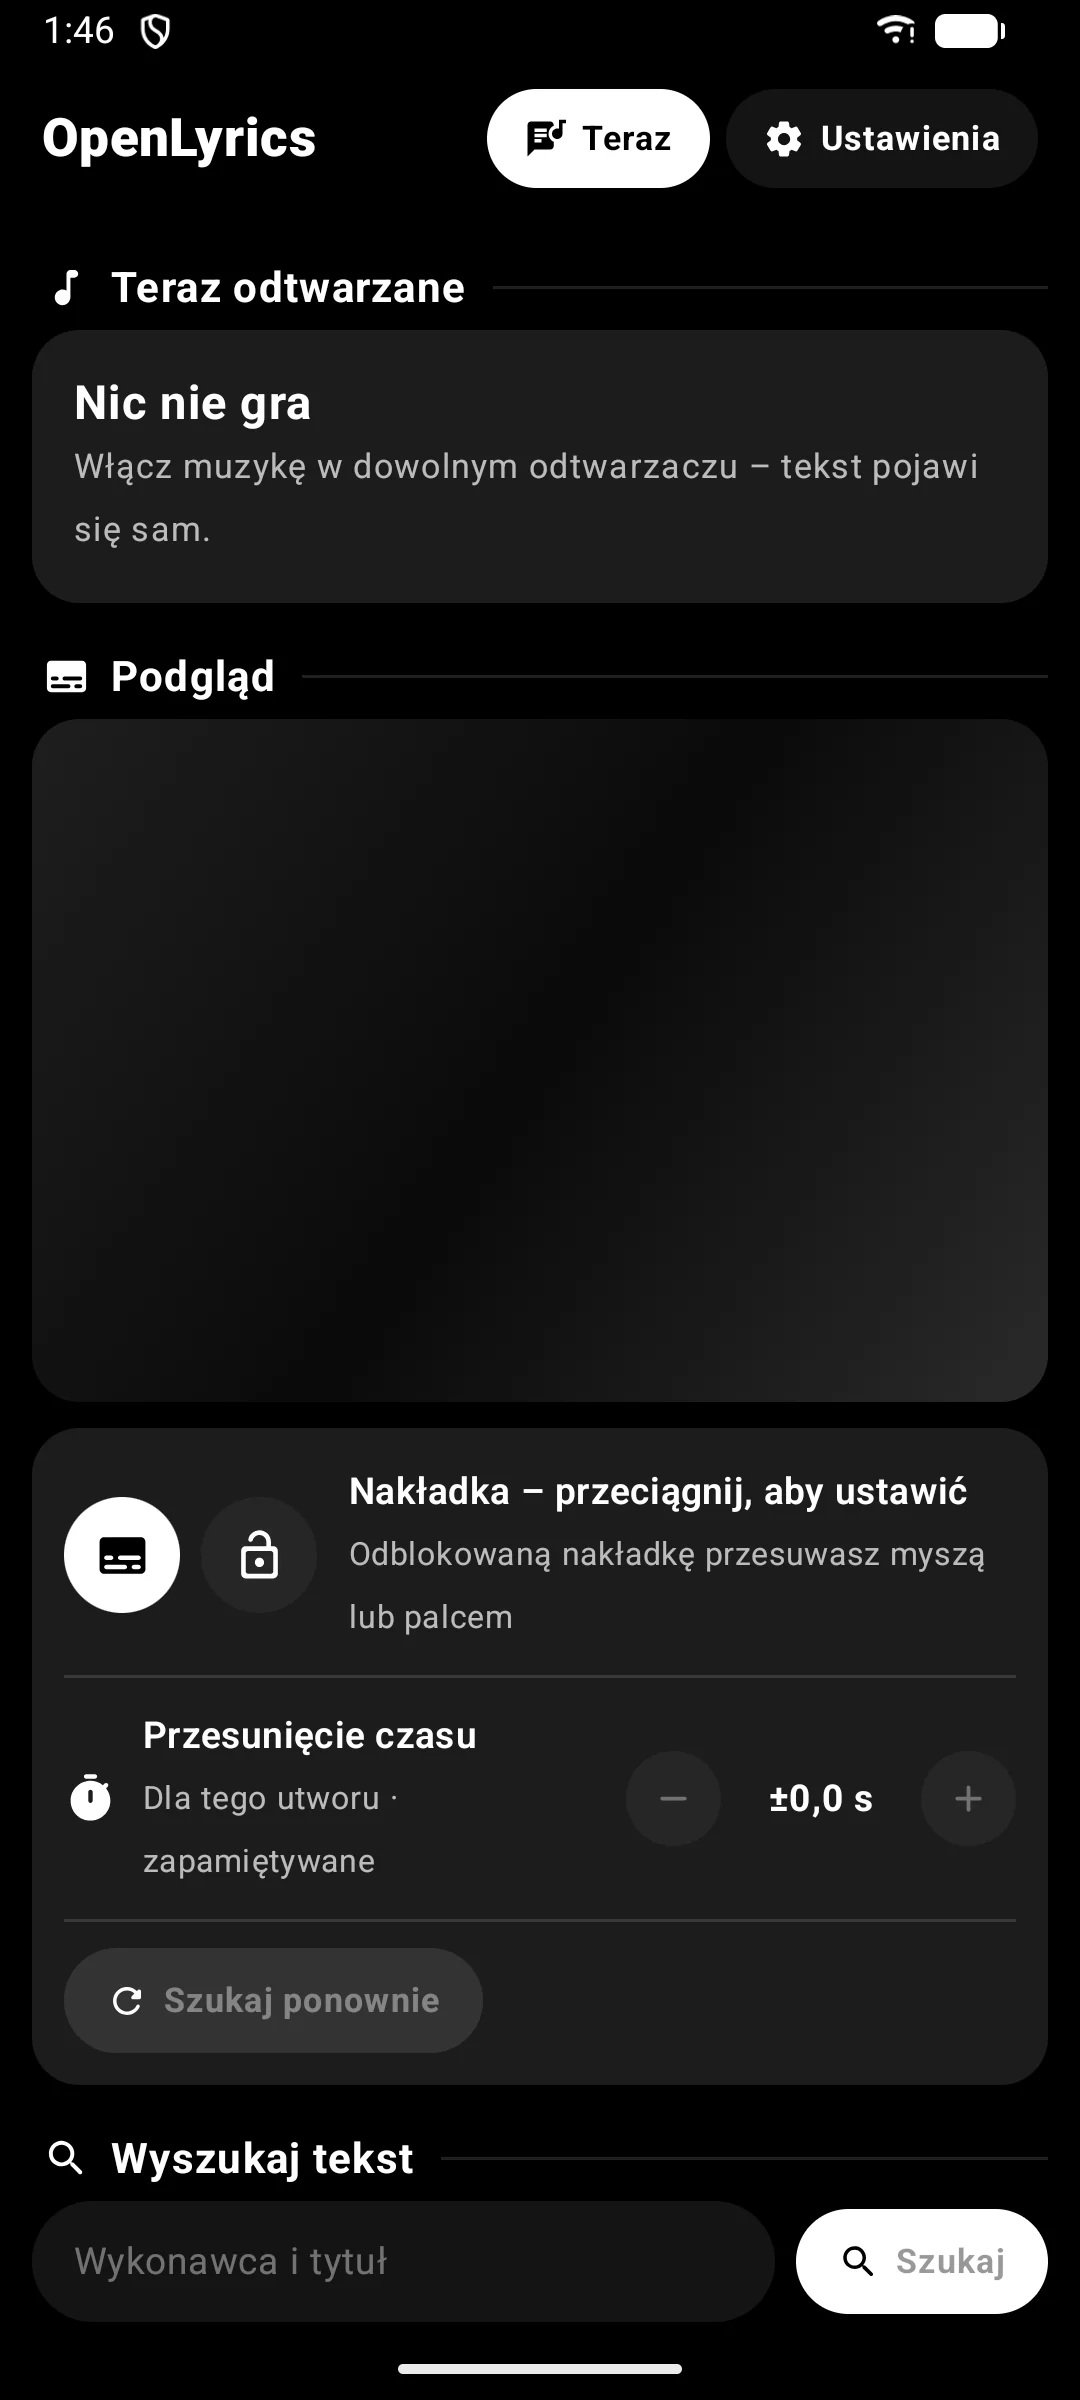 1:46
OpenLyrics
Teraz
Ustawienia
Teraz odtwarzane
Nic nie gra
Włącz muzykę w dowolnym odtwarzaczu – tekst pojawi
się sam.
Podgląd
Nakładka – przeciągnij, aby ustawić
Odblokowaną nakładkę przesuwasz myszą
lub palcem
Przesunięcie czasu
Dla tego utworu ·
zapamiętywane
±0,0 s
Szukaj ponownie
Wyszukaj tekst
Wykonawca i tytuł
Szukaj